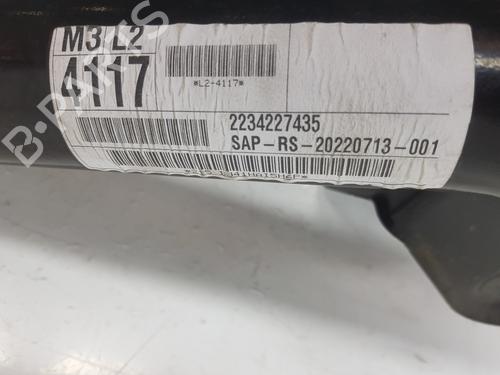 M3 L2
4117
*L2-4117*
2234227435
SAP-RS-20220713-001
B-PARTS